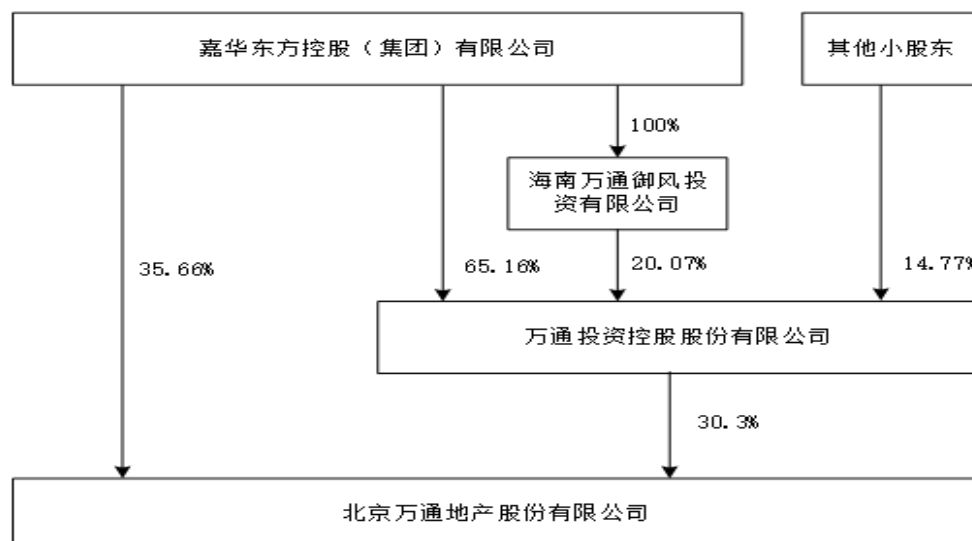 嘉华东方控股（集团）有限公司
其他小股东
100%
海南万通御风投
资有限公司
35.66%
65.16%
20.07%
14.77%
万通投资控股股份有限公司
30.3%
北京万通地产股份有限公司